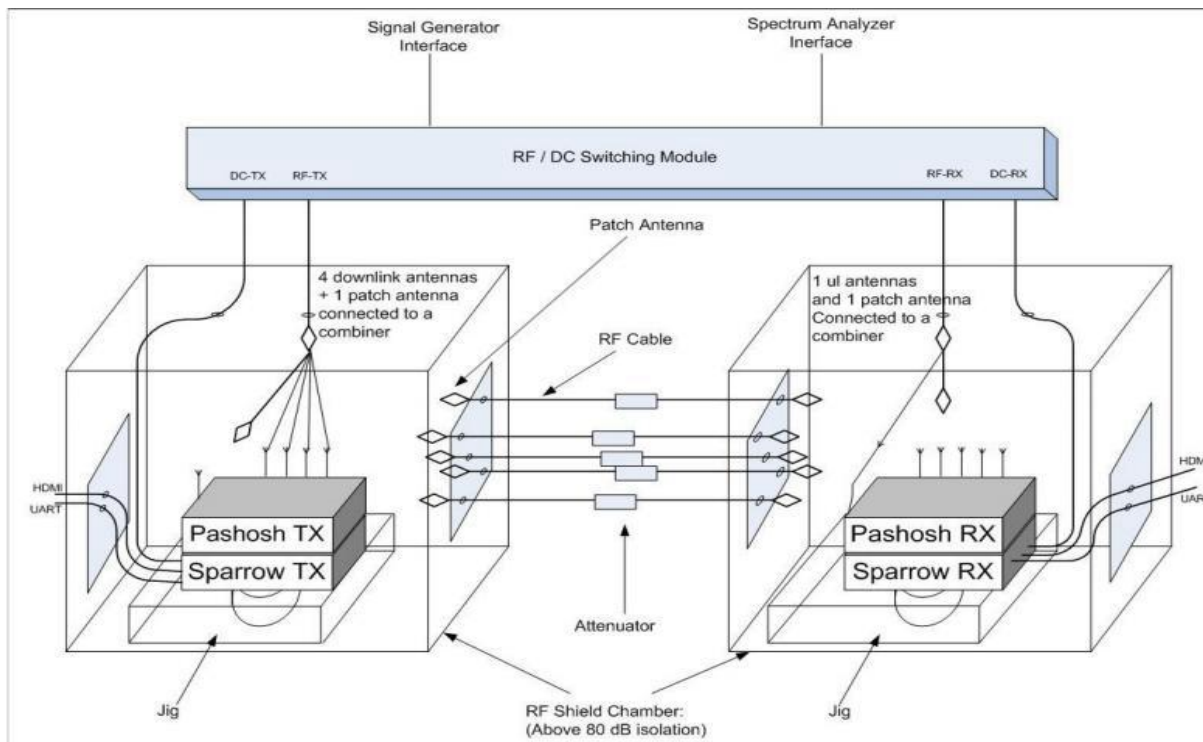 Signal Generator
Interface
Spectrum Analyzer
Inerface
RF / DC Switching Module
DC-TX
RF-TX
RF-RX
DC-RX
Patch Antenna
4 downlink antennas
+ 1 patch antenna
connected to a
combiner
1 ul antennas
and 1 patch antenna
Connected to a
combiner
RF Cable
HDMI
UART
HDM
UAR
Pashosh TX
Sparrow TX
Pashosh RX
Sparrow RX
Attenuator
Jig
RF Shield Chamber:
(Above 80 dB isolation)
Jig